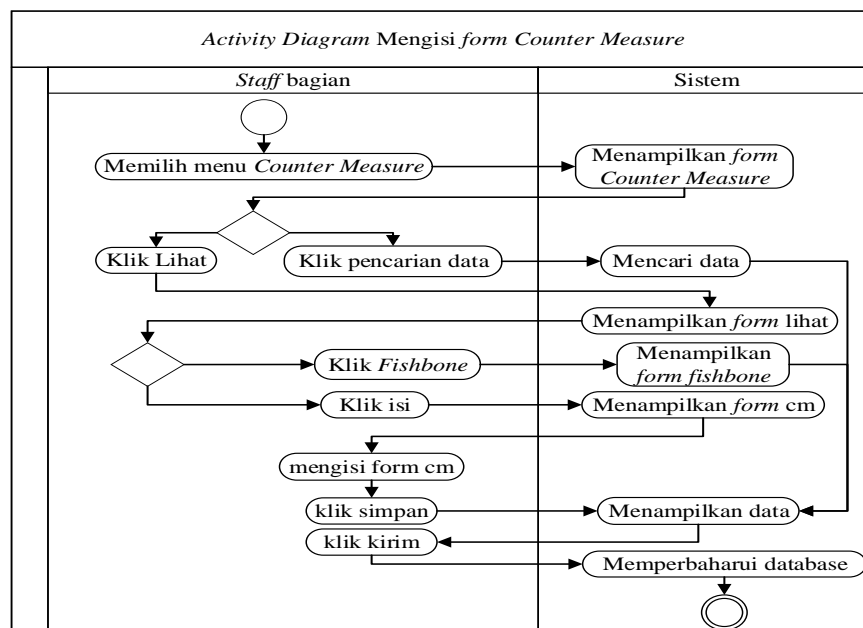 Activity Diagram Mengisi form Counter Measure
Staff bagian
Sistem
Memilih menu Counter Measure
Menampilkan form
Counter Measure
Klik Lihat
Klik pencarian data
Mencari data
Menampilkan form lihat
Klik Fishbone
Menampilkan
form fishbone
Klik isi
Menampilkan form cm
mengisi form cm
klik simpan
Menampilkan data
klik kirim
Memperbaharui database